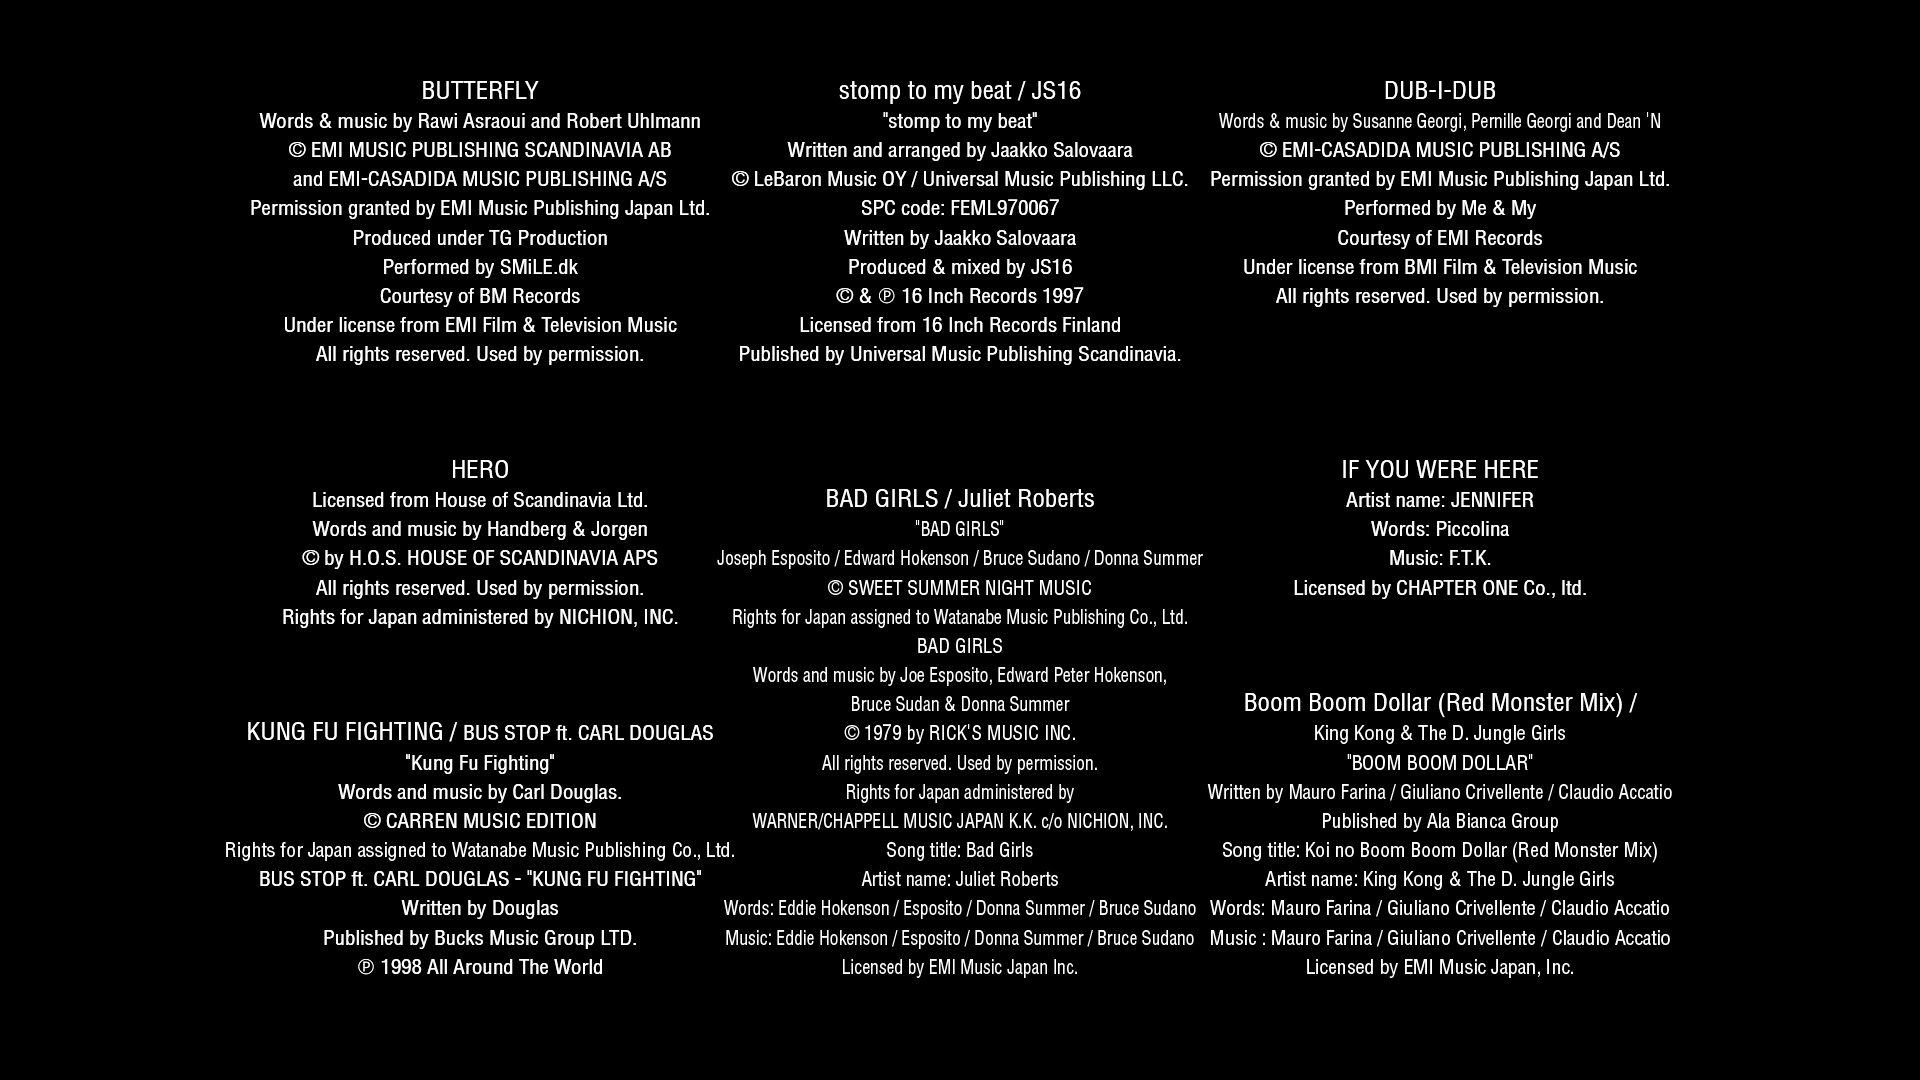 BUTTERFLY
Words & music by Rawi Asraoui and Robert Uhlmann
© EMI MUSIC PUBLISHING SCANDINAVIA AB
and EMI-CASADIDA MUSIC PUBLISHING A/S
Permission granted by EMI Music Publishing Japan Ltd.
Produced under TG Production
Performed by SMiLE.dk
Courtesy of BM Records
Under license from EMI Film & Television Music
All rights reserved. Used by permission.
stomp to my beat / JS16
"stomp to my beat"
Written and arranged by Jaakko Salovaara
© LeBaron Music OY / Universal Music Publishing LLC.
SPC code: FEML970067
Written by Jaakko Salovaara
Produced & mixed by JS16
© & ℗ 16 Inch Records 1997
Licensed from 16 Inch Records Finland
Published by Universal Music Publishing Scandinavia.
DUB-I-DUB
Words & music by Susanne Georgi, Pernille Georgi and Dean 'N
© EMI-CASADIDA MUSIC PUBLISHING A/S
Permission granted by EMI Music Publishing Japan Ltd.
Performed by Me & My
Courtesy of EMI Records
Under license from BMI Film & Television Music
All rights reserved. Used by permission.
HERO
Licensed from House of Scandinavia Ltd.
Words and music by Handberg & Jorgen
© by H.O.S. HOUSE OF SCANDINAVIA APS
All rights reserved. Used by permission.
Rights for Japan administered by NICHION, INC.
BAD GIRLS / Juliet Roberts
"BAD GIRLS"
Joseph Esposito / Edward Hokenson / Bruce Sudano / Donna Summer
© SWEET SUMMER NIGHT MUSIC
Rights for Japan assigned to Watanabe Music Publishing Co., Ltd.
BAD GIRLS
Words and music by Joe Esposito, Edward Peter Hokenson,
Bruce Sudan & Donna Summer
© 1979 by RICK'S MUSIC INC.
All rights reserved. Used by permission.
Rights for Japan administered by
WARNER/CHAPPELL MUSIC JAPAN K.K. c/o NICHION, INC.
Song title: Bad Girls
Artist name: Juliet Roberts
Words: Eddie Hokenson / Esposito / Donna Summer / Bruce Sudano
Music: Eddie Hokenson / Esposito / Donna Summer / Bruce Sudano
Licensed by EMI Music Japan Inc.
IF YOU WERE HERE
Artist name: JENNIFER
Words: Piccolina
Music: F.T.K.
Licensed by CHAPTER ONE Co., ltd.
KUNG FU FIGHTING / BUS STOP ft. CARL DOUGLAS
"Kung Fu Fighting"
Words and music by Carl Douglas.
© CARREN MUSIC EDITION
Rights for Japan assigned to Watanabe Music Publishing Co., Ltd.
BUS STOP ft. CARL DOUGLAS - "KUNG FU FIGHTING"
Written by Douglas
Published by Bucks Music Group LTD.
℗ 1998 All Around The World
Boom Boom Dollar (Red Monster Mix) /
King Kong & The D. Jungle Girls
"BOOM BOOM DOLLAR"
Written by Mauro Farina / Giuliano Crivellente / Claudio Accatio
Published by Ala Bianca Group
Song title: Koi no Boom Boom Dollar (Red Monster Mix)
Artist name: King Kong & The D. Jungle Girls
Words: Mauro Farina / Giuliano Crivellente / Claudio Accatio
Music : Mauro Farina / Giuliano Crivellente / Claudio Accatio
Licensed by EMI Music Japan, Inc.